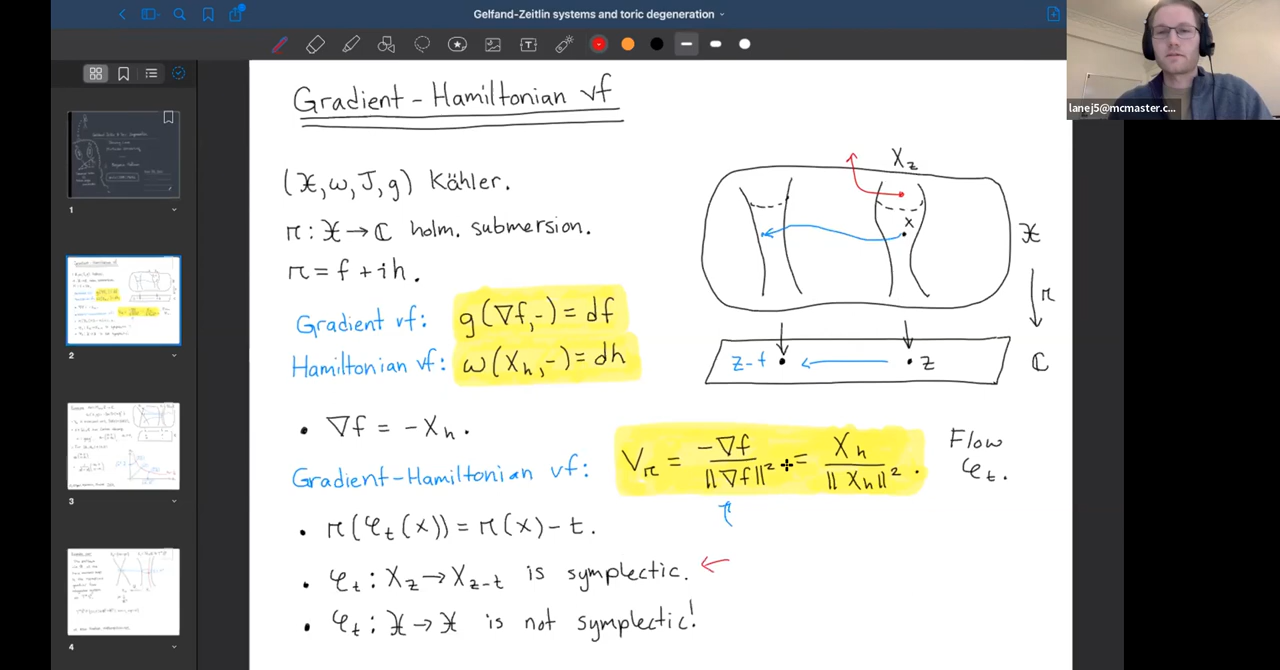 Gelfand-Zeitlin systems and toric degeneration
lanej5@mcmaster.c...
Gradient-Hamiltonian vf
(𝔛, ω, J, g) Kähler.
π : 𝔛 → ℂ holm. submersion.
π = f + ih.
Gradient vf: g(∇f, -) = df
Hamiltonian vf: ω(X_h, -) = dh
• ∇f = -X_h.
Gradient-Hamiltonian vf: V_π = -∇f / ||∇f||² = X_h / ||X_h||².
Flow
φ_t.
• π(φ_t(x)) = π(x) - t.
• φ_t : X_z → X_{z-t} is symplectic.
• φ_t : 𝔛 → 𝔛 is not symplectic!
X_z
x
𝔛
π
z-t
z
ℂ
1
2
3
4